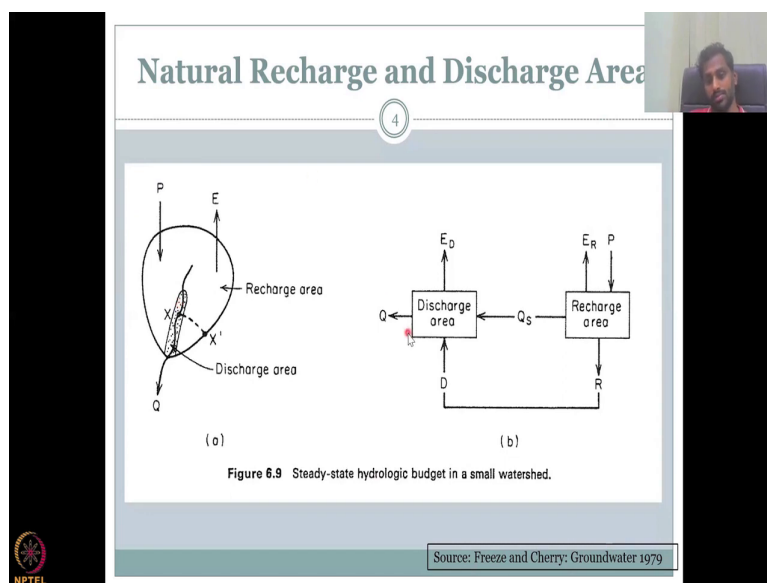 Natural Recharge and Discharge Area
4
P
E
Recharge area
X
X'
Discharge area
Q
(a)
E_D
E_R
P
Q
Discharge area
Q_S
Recharge area
D
R
(b)
Figure 6.9 Steady-state hydrologic budget in a small watershed.
Source: Freeze and Cherry: Groundwater 1979
NPTEL